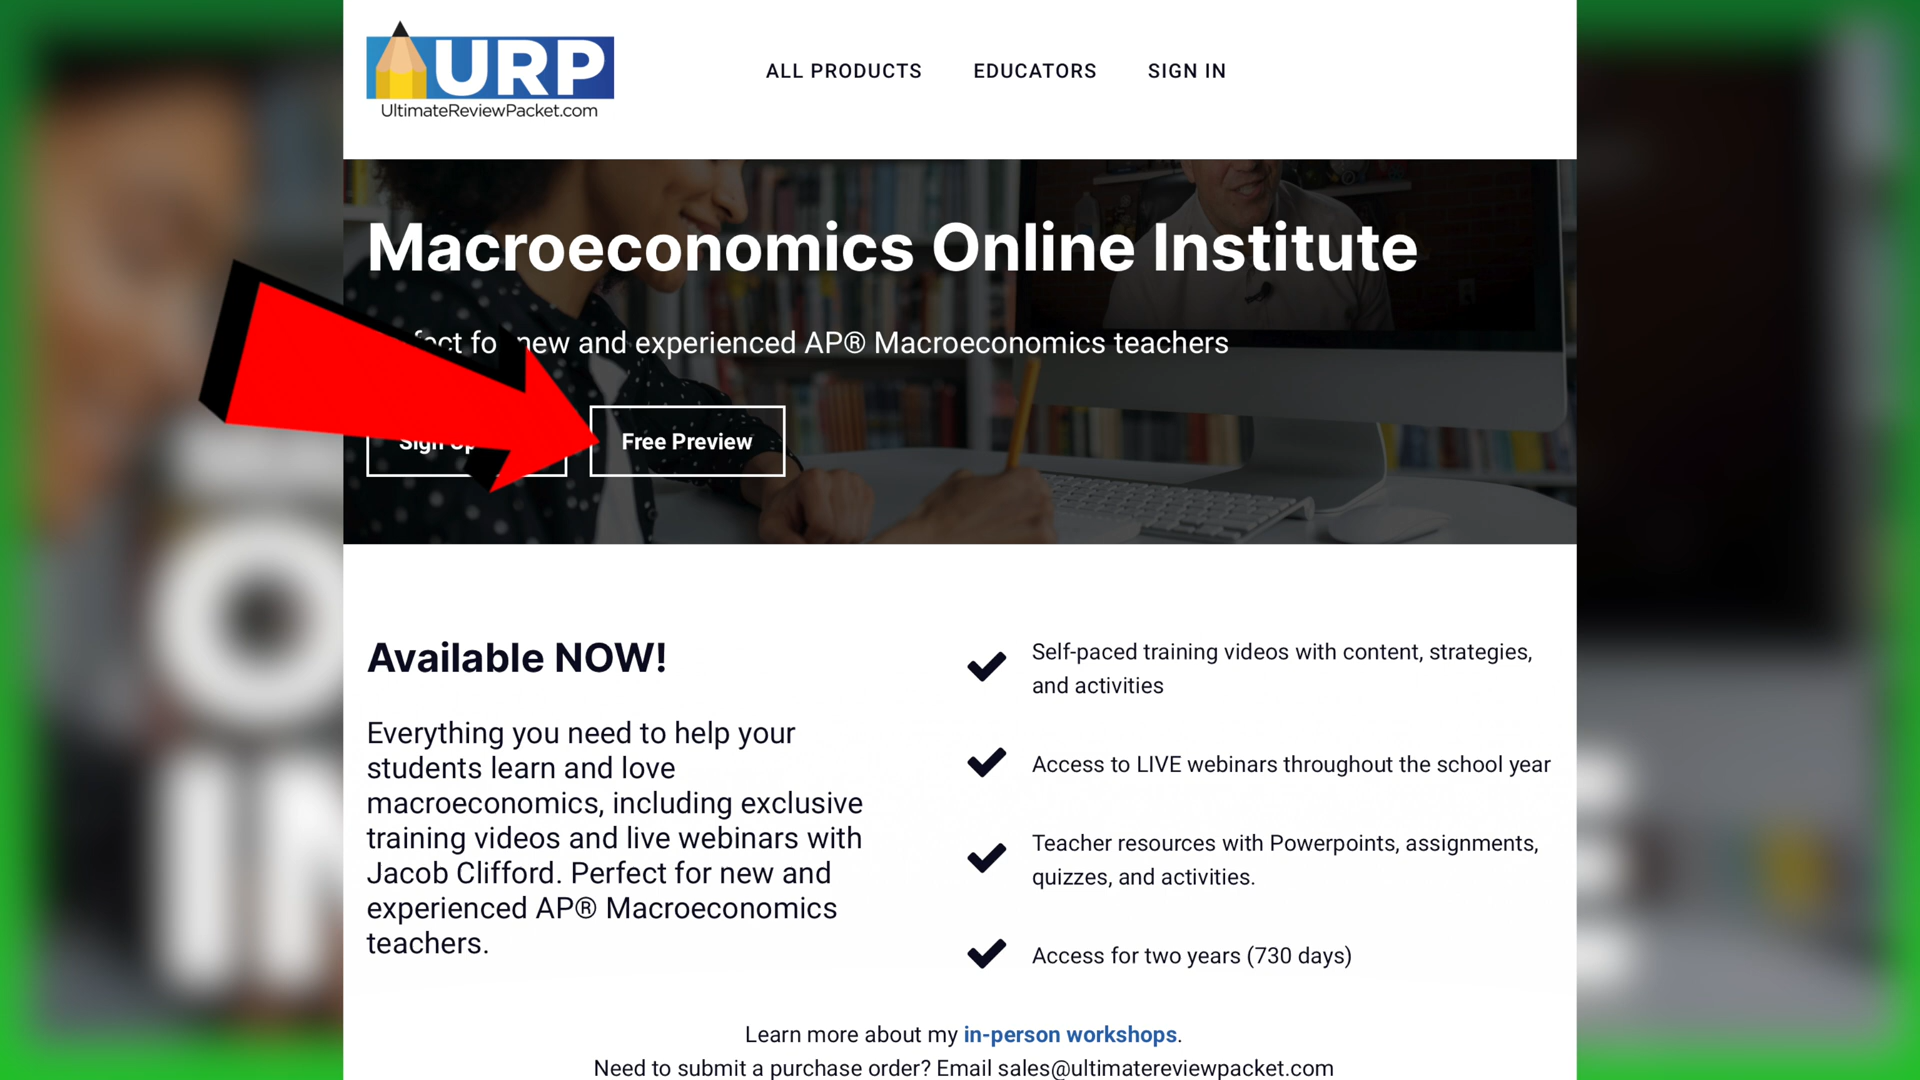 URP
UltimateReviewPacket.com
ALL PRODUCTS EDUCATORS SIGN IN
Macroeconomics Online Institute
new and experienced AP® Macroeconomics teachers
Sign
Free Preview
Available NOW!
Everything you need to help your
students learn and love
macroeconomics, including exclusive
training videos and live webinars with
Jacob Clifford. Perfect for new and
experienced AP® Macroeconomics
teachers.
Self-paced training videos with content, strategies,
and activities
Access to LIVE webinars throughout the school year
Teacher resources with Powerpoints, assignments,
quizzes, and activities.
Access for two years (730 days)
Learn more about my in-person workshops.
Need to submit a purchase order? Email sales@ultimatereviewpacket.com